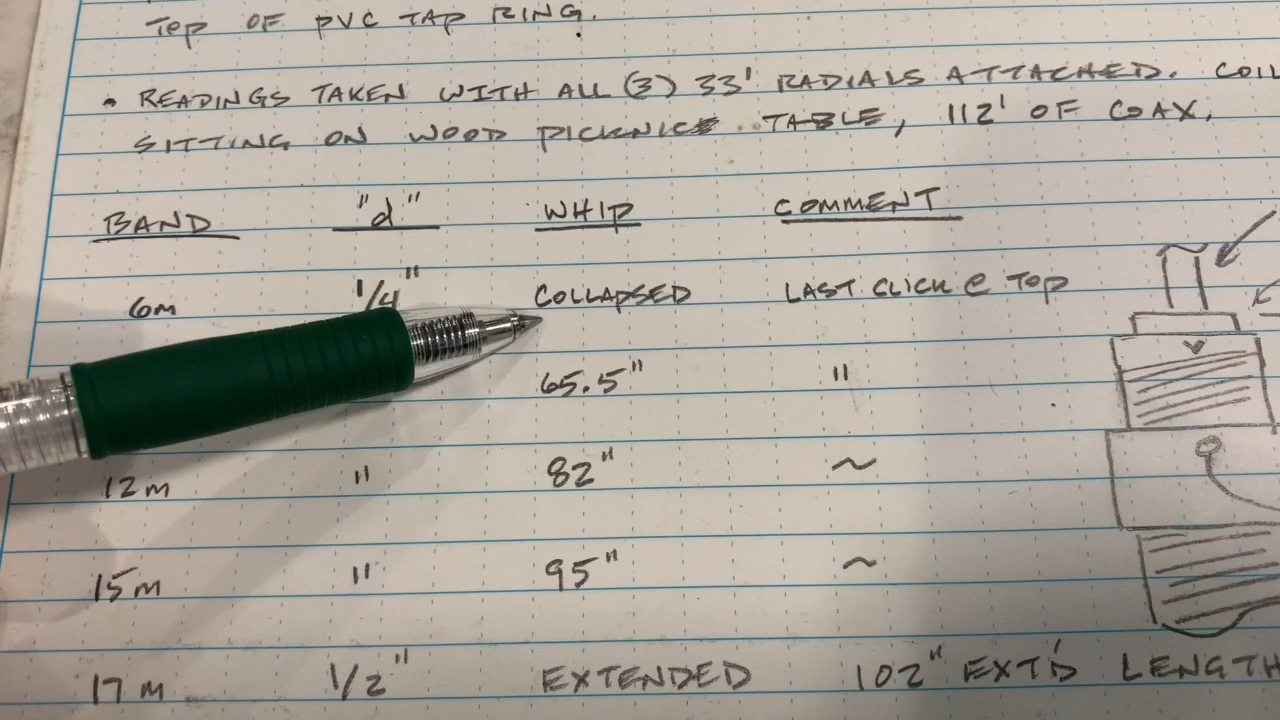 TOP OF PVC TAP RING.
• READINGS TAKEN WITH ALL (3) 33' RADIALS ATTACHED. COIL
SITTING ON WOOD PICKNICK TABLE, 112' OF COAX.
BAND "d" WHIP COMMENT
6m 1/4" COLLAPSED LAST CLICK @ TOP
65.5" "
12m " 82" ~
15m " 95" ~
17m 1/2" EXTENDED 102" EXT'D LENGTH